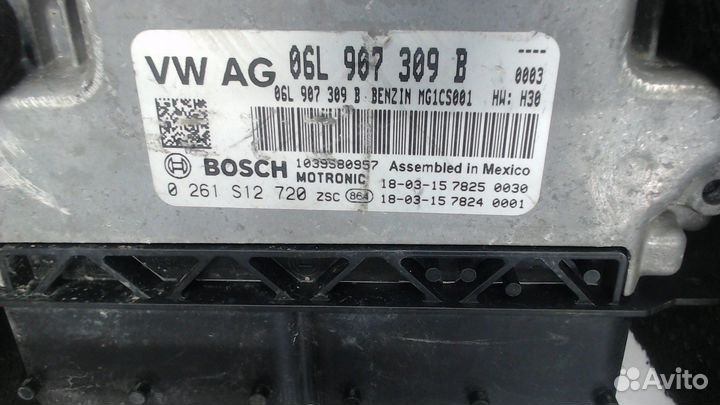 VW AG 06L 907 309 B ----
0003
06L 907 309 B BENZIN MG1CS001 HW: H30
BOSCH 1039S80957 Assembled in Mexico
MOTRONIC 18-03-15 7825 0030
0 261 S12 720 ZSC 864 18-03-15 7824 0001
Avito